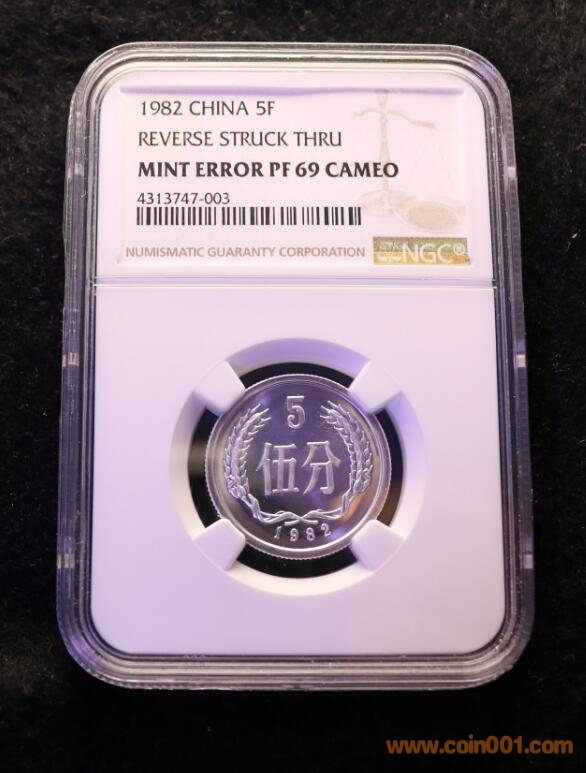 1982 CHINA 5F
REVERSE STRUCK THRU
MINT ERROR PF 69 CAMEO
4313747-003
NUMISMATIC GUARANTY CORPORATION
NGC®
5
伍分
1982
www.coin001.com